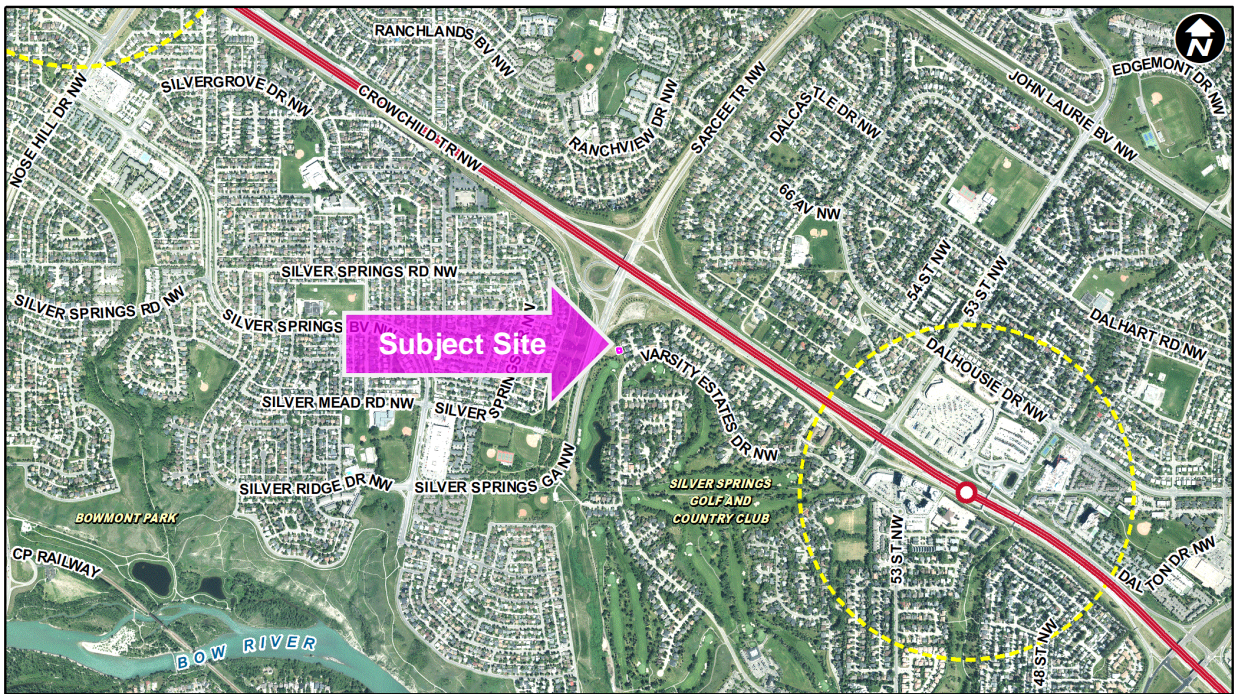 N
RANCHLANDS BV NW
EDGEMONT DR NW
JOHN LAURIE BV NW
SARCEE TR NW
SILVERGROVE DR NW
NOSE HILL DR NW
CROWCHILD TR NW
DALCASTLE DR NW
RANCHVIEW DR NW
66 AV NW
54 ST NW
53 ST NW
SILVER SPRINGS RD NW
SILVER SPRINGS RD NW
SILVER SPRINGS BV NW
DALHART RD NW
Subject Site
VARSITY ESTATES DR NW
DALHOUSIE DR NW
SILVER MEAD RD NW
SILVER SPRINGS NW
SILVER RIDGE DR NW
SILVER SPRINGS GA NW
SILVER SPRINGS
GOLF AND
COUNTRY CLUB
BOWMONT PARK
53 ST NW
CP RAILWAY
DALTON DR NW
BOW RIVER
48 ST NW